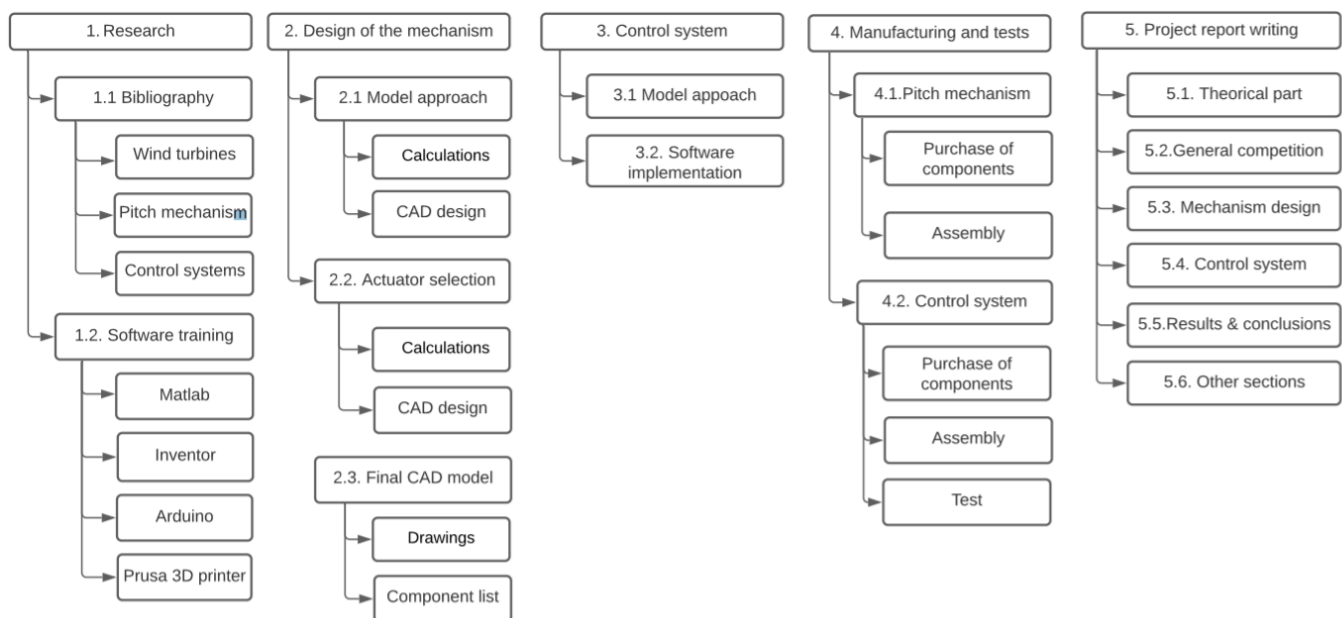 1. Research
1.1 Bibliography
Wind turbines
Pitch mechanism
Control systems
1.2. Software training
Matlab
Inventor
Arduino
Prusa 3D printer
2. Design of the mechanism
2.1 Model approach
Calculations
CAD design
2.2. Actuator selection
Calculations
CAD design
2.3. Final CAD model
Drawings
Component list
3. Control system
3.1 Model appoach
3.2. Software
implementation
4. Manufacturing and tests
4.1.Pitch mechanism
Purchase of
components
Assembly
4.2. Control system
Purchase of
components
Assembly
Test
5. Project report writing
5.1. Theorical part
5.2.General competition
5.3. Mechanism design
5.4. Control system
5.5.Results & conclusions
5.6. Other sections